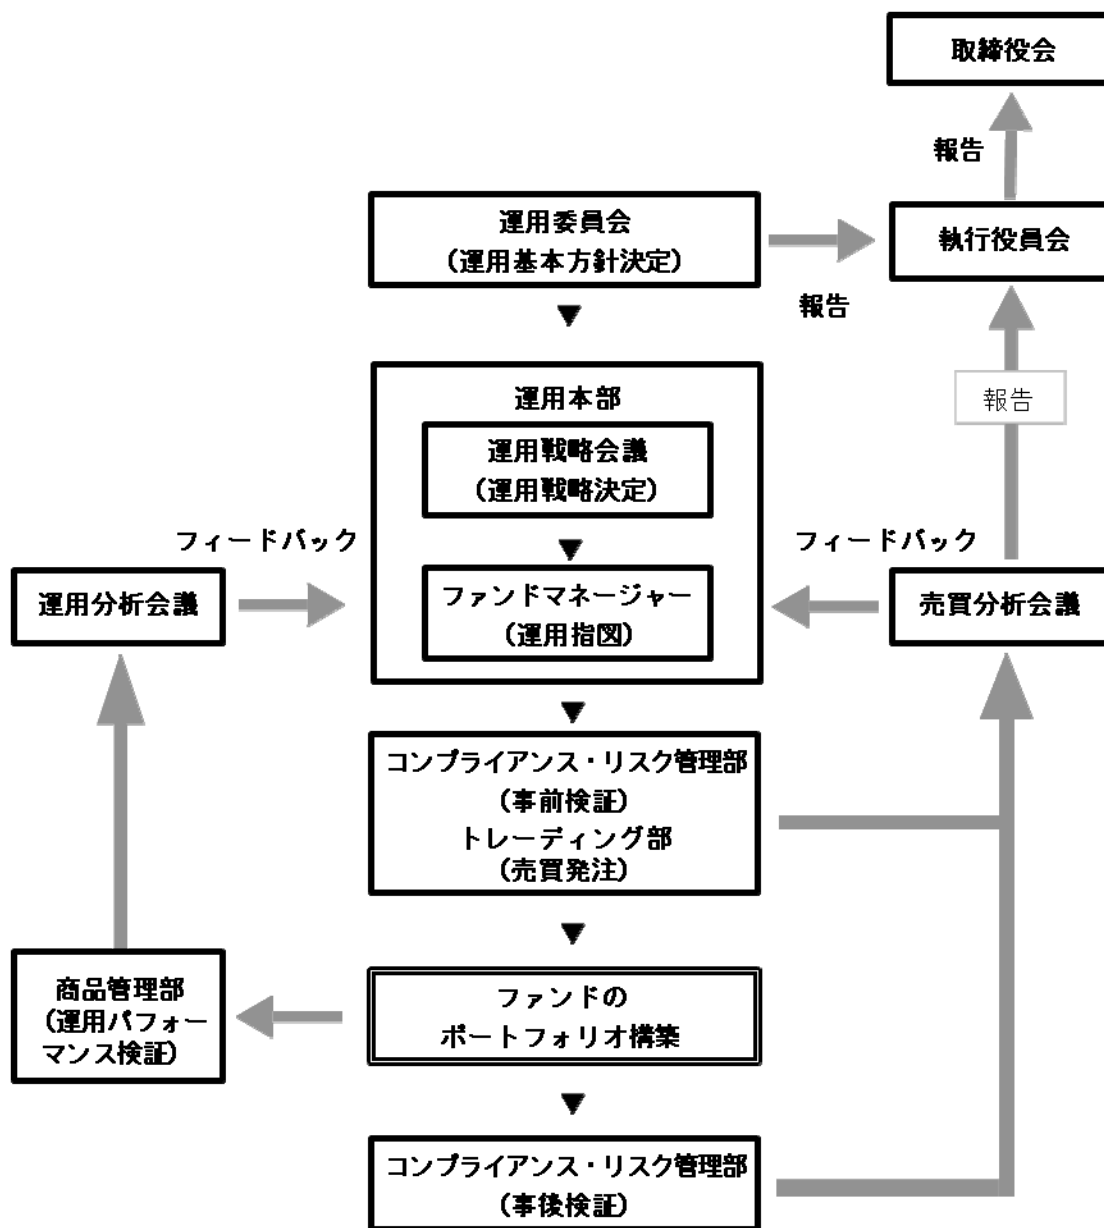 取締役会
報告
運用委員会
(運用基本方針決定)
執行役員会
報告
運用本部
報告
運用戦略会議
(運用戦略決定)
フィードバック
フィードバック
運用分析会議
ファンドマネージャー
(運用指図)
売買分析会議
コンプライアンス・リスク管理部
(事前検証)
トレーディング部
(売買発注)
商品管理部
(運用パフォー
マンス検証)
ファンドの
ポートフォリオ構築
コンプライアンス・リスク管理部
(事後検証)